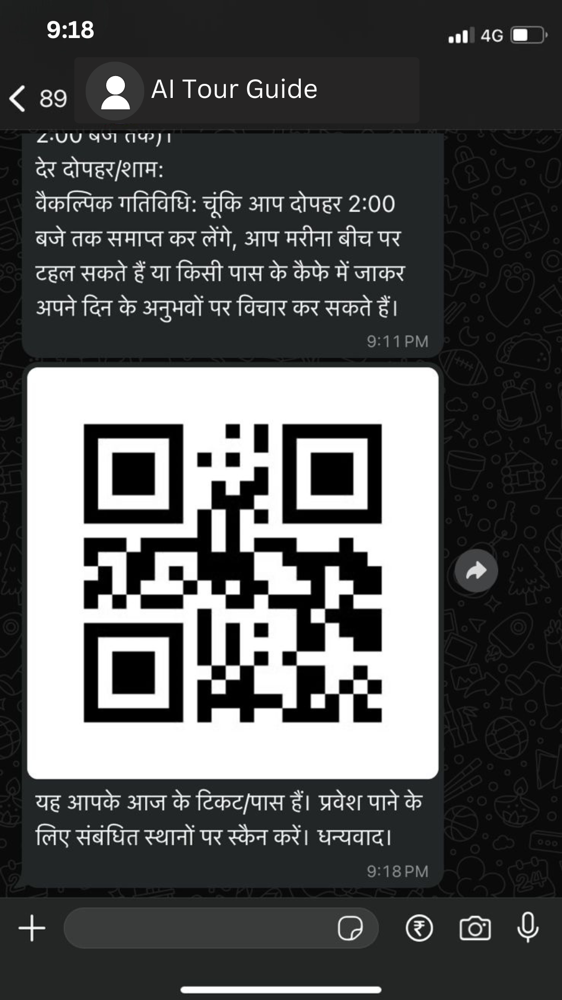 9:18
4G
89
AI Tour Guide
2:00 बजे तक)।
देर दोपहर/शाम:
वैकल्पिक गतिविधि: चूंकि आप दोपहर 2:00
बजे तक समाप्त कर लेंगे, आप मरीना बीच पर
टहल सकते हैं या किसी पास के कैफे में जाकर
अपने दिन के अनुभवों पर विचार कर सकते हैं।
9:11 PM
यह आपके आज के टिकट/पास हैं। प्रवेश पाने के
लिए संबंधित स्थानों पर स्कैन करें। धन्यवाद।
9:18 PM
24
₹